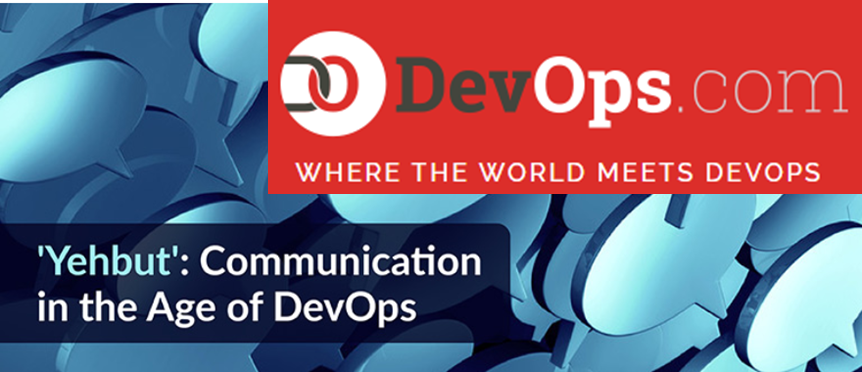 DevOps.com
WHERE THE WORLD MEETS DEVOPS
'Yehbut': Communication
in the Age of DevOps